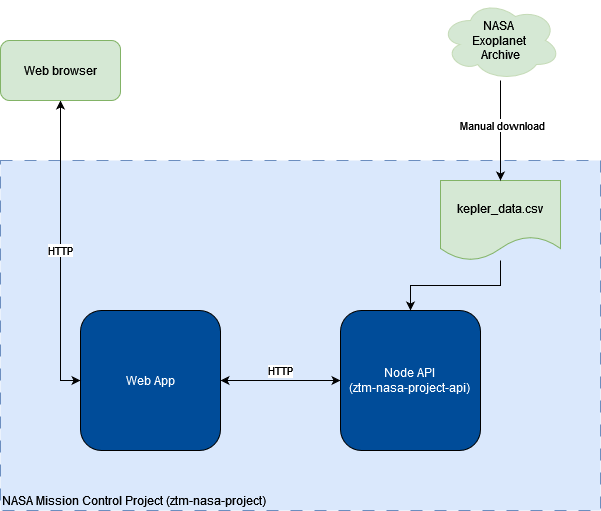 NASA
Exoplanet
Archive
Web browser
Manual download
kepler_data.csv
HTTP
Web App
HTTP
Node API
(ztm-nasa-project-api)
NASA Mission Control Project (ztm-nasa-project)